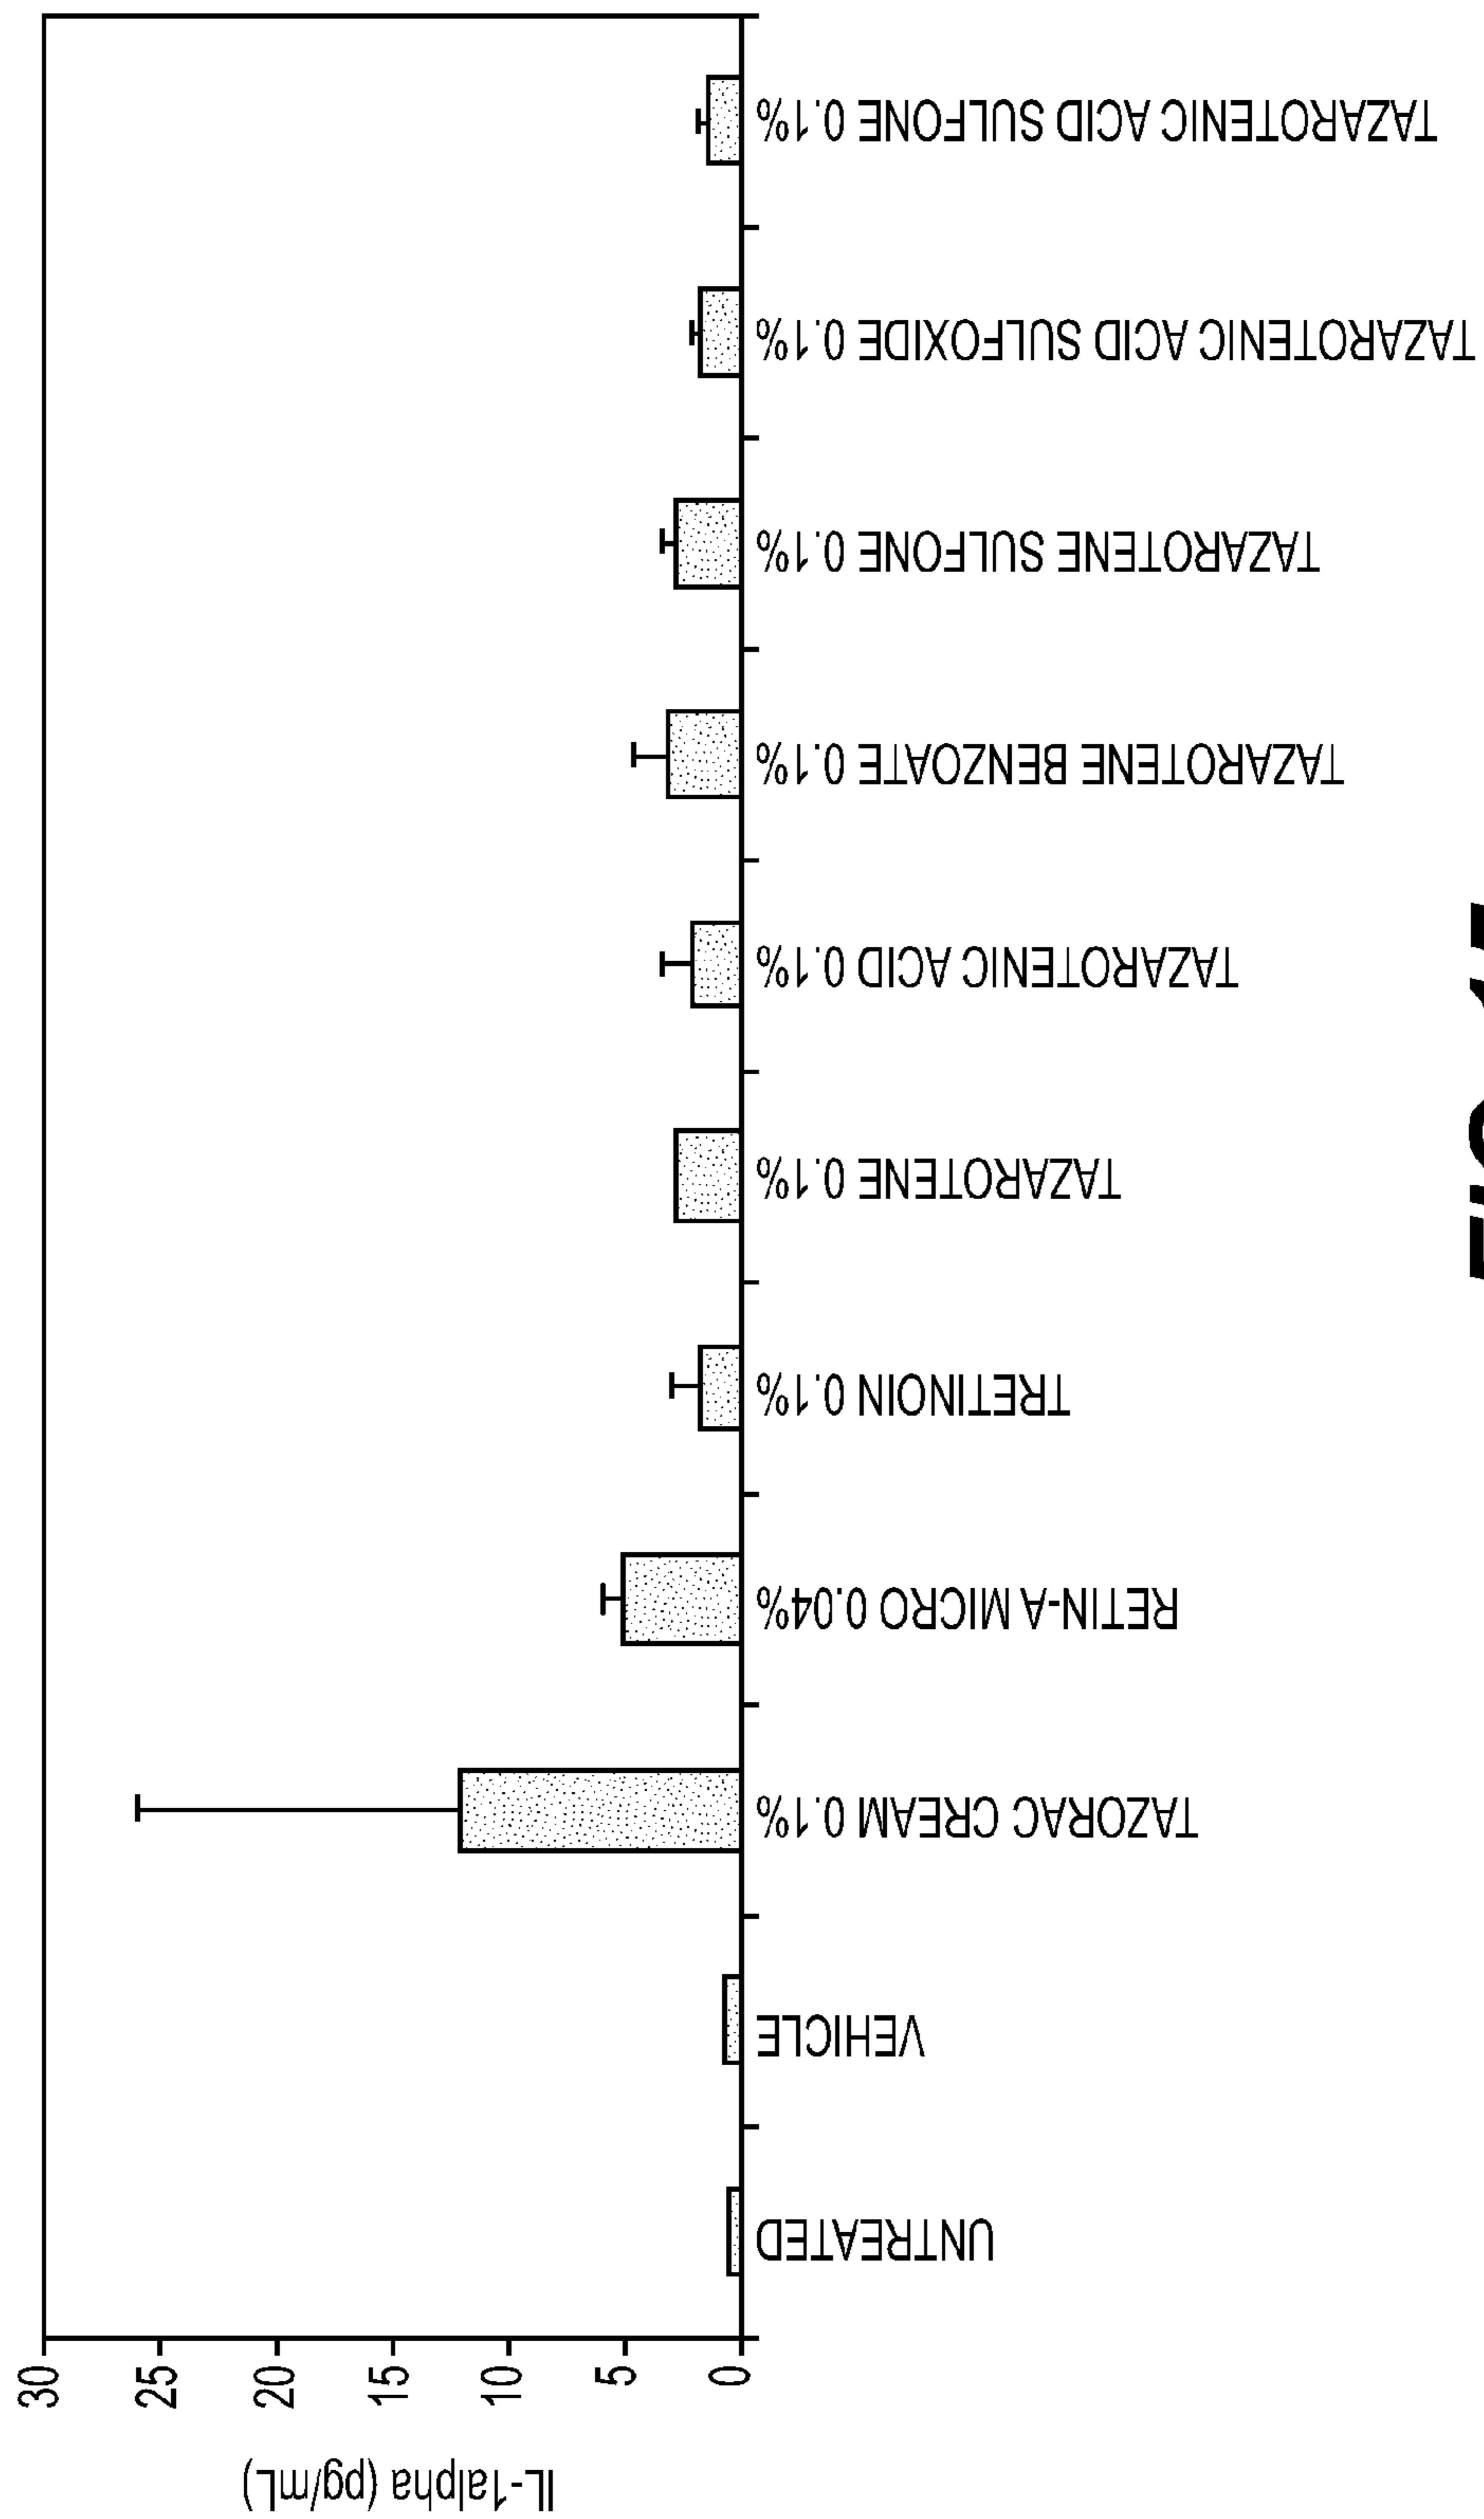 IL-1alpha (pg/mL)
30
25
20
15
10
5
0
UNTREATED
VEHICLE
TAZORAC CREAM 0.1%
RETIN-A MICRO 0.04%
TRETINOIN 0.1%
TAZAROTENE 0.1%
TAZAROTENIC ACID 0.1%
TAZAROTENE BENZOATE 0.1%
TAZAROTENE SULFONE 0.1%
TAZAROTENIC ACID SULFOXIDE 0.1%
TAZAROTENIC ACID SULFONE 0.1%